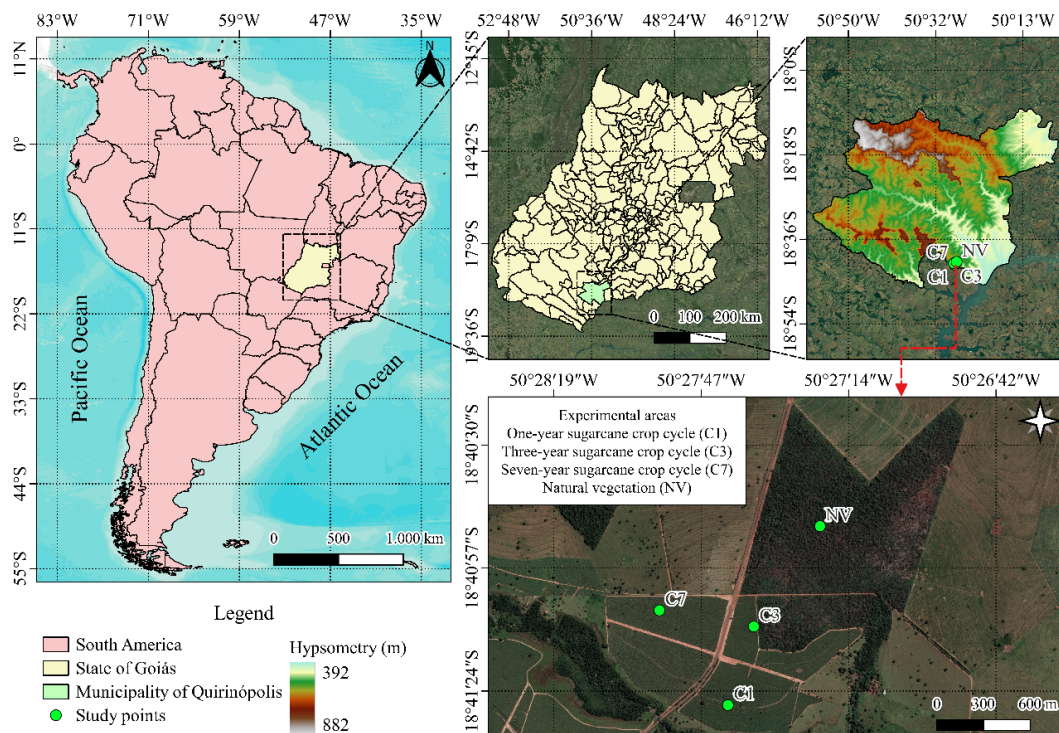 83°W 71°W 59°W 47°W 35°W
11°N
0°
11°S
22°S
33°S
44°S
55°S
N
Pacific Ocean
Atlantic Ocean
0 500 1.000 km
52°48'W 50°36'W 48°24'W 46°12'W
12°15'S
14°42'S
17°9'S
19°36'S
0 100 200 km
50°50'W 50°32'W 50°13'W
18°0'S
18°18'S
18°36'S
18°54'S
C7 NV
C1 C3
50°28'19"W 50°27'47"W 50°27'14"W 50°26'42"W
18°40'30"S
18°40'57"S
18°41'24"S
Experimental areas
One-year sugarcane crop cycle (C1)
Three-year sugarcane crop cycle (C3)
Seven-year sugarcane crop cycle (C7)
Natural vegetation (NV)
NV
C7
C3
C1
0 300 600 m
Legend
South America
State of Goiás
Municipality of Quirinópolis
Study points
Hypsometry (m)
392
882